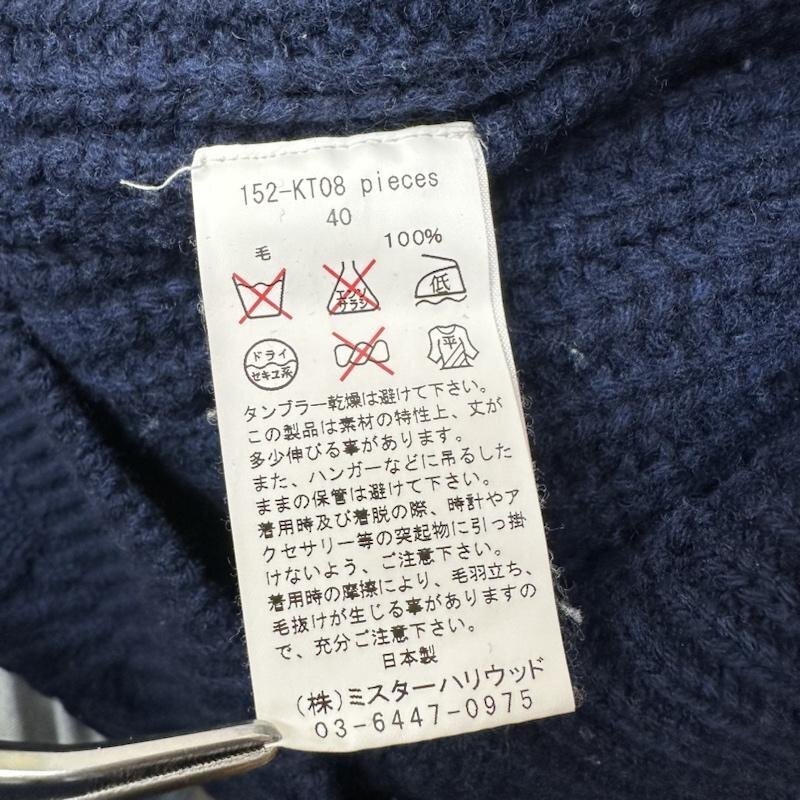 152-KT08 pieces
40
毛 100%
エンソ
サラシ
低
ドライ
セキユ系
平
タンブラー乾燥は避けて下さい。
この製品は素材の特性上、丈が
多少伸びる事があります。
また、ハンガーなどに吊るした
ままの保管は避けて下さい。
着用時及び着脱の際、時計やア
クセサリー等の突起物に引っ掛
けないよう、ご注意下さい。
着用時の摩擦により、毛羽立ち、
毛抜けが生じる事がありますの
で、充分ご注意下さい。
日本製
(株)ミスターハリウッド
03-6447-0975